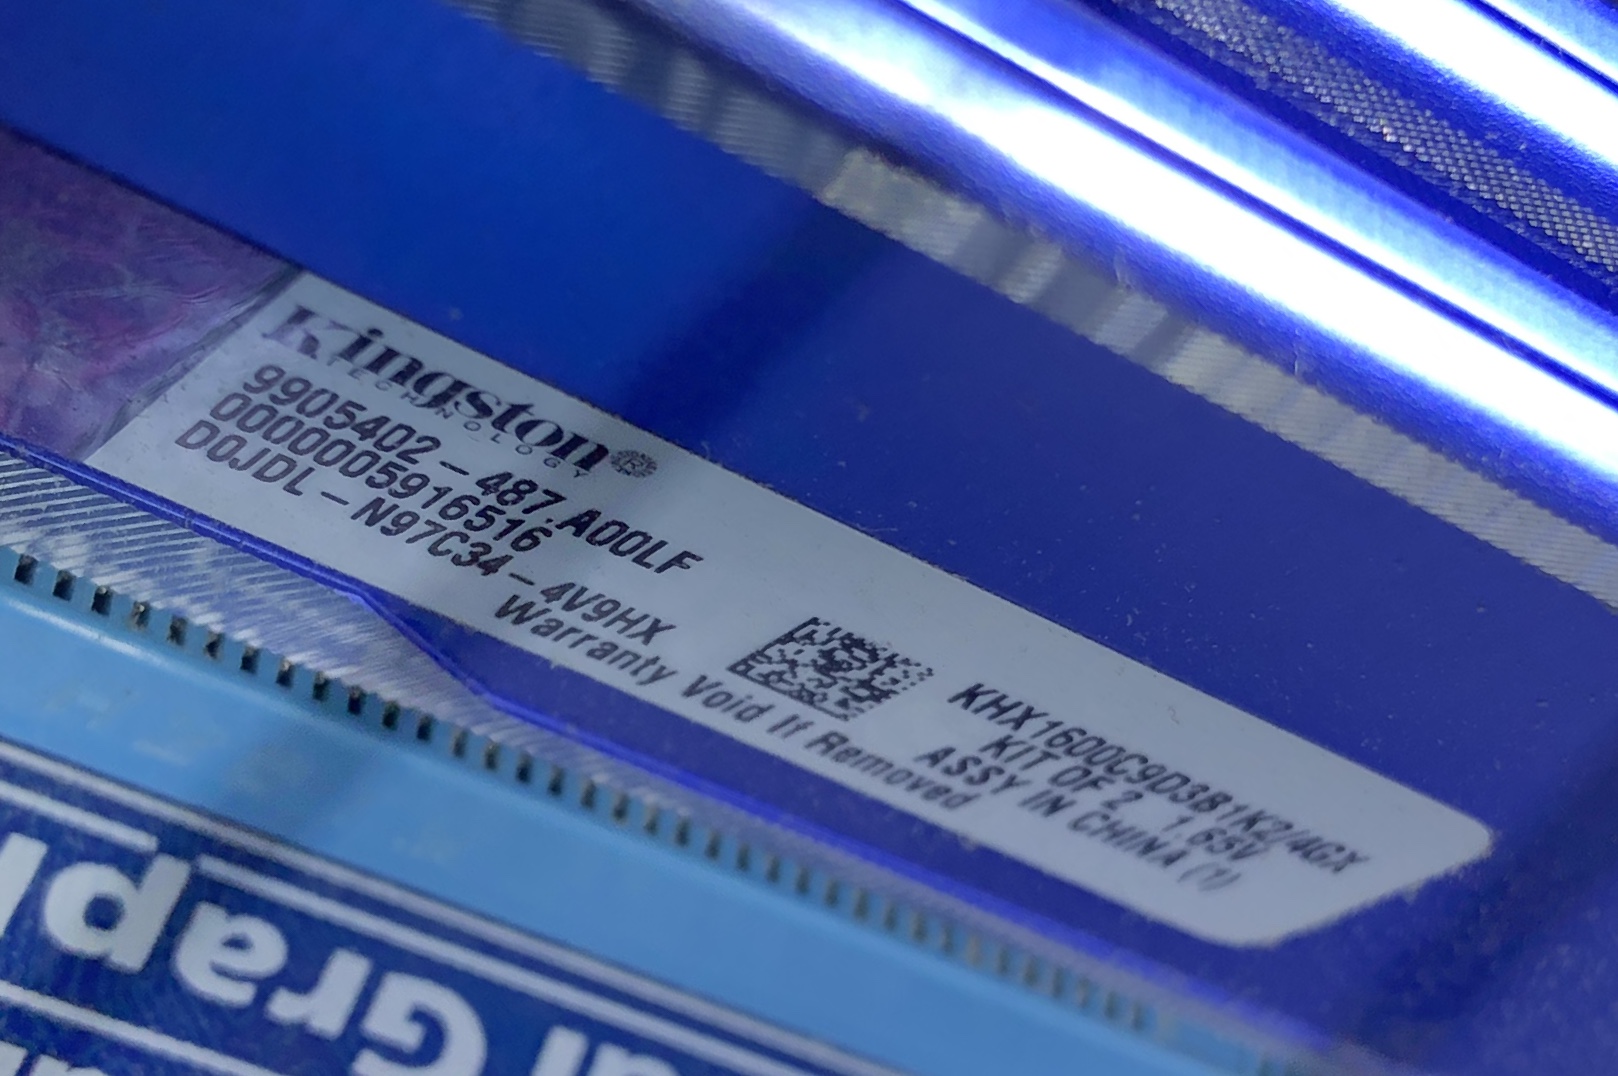 Kingston®
TECHNOLOGY
9905402-487.A00LF
0000005916516
D0JDL-N97C34-4V9HX
Warranty Void If Removed
KHX1600C9D3B1K2/4GX
KIT OF 2 1.65V
ASSY IN CHINA (1)